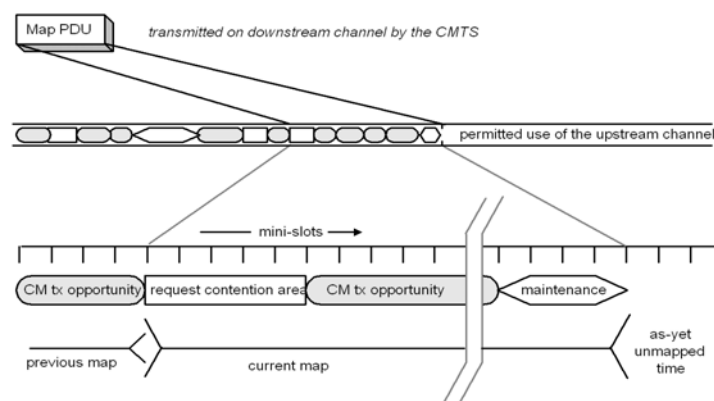 Map PDU
transmitted on downstream channel by the CMTS
permitted use of the upstream channel
mini-slots
CM tx opportunity
request contention area
CM tx opportunity
maintenance
previous map
current map
as-yet
unmapped
time